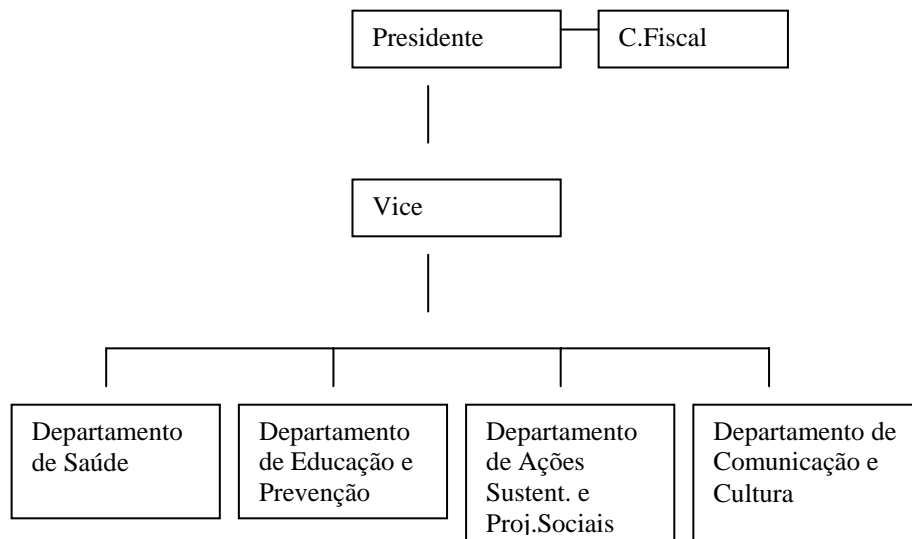 Presidente
C.Fiscal
Vice
Departamento
de Saúde
Departamento
de Educação e
Prevenção
Departamento
de Ações
Sustent. e
Proj.Sociais
Departamento de
Comunicação e
Cultura